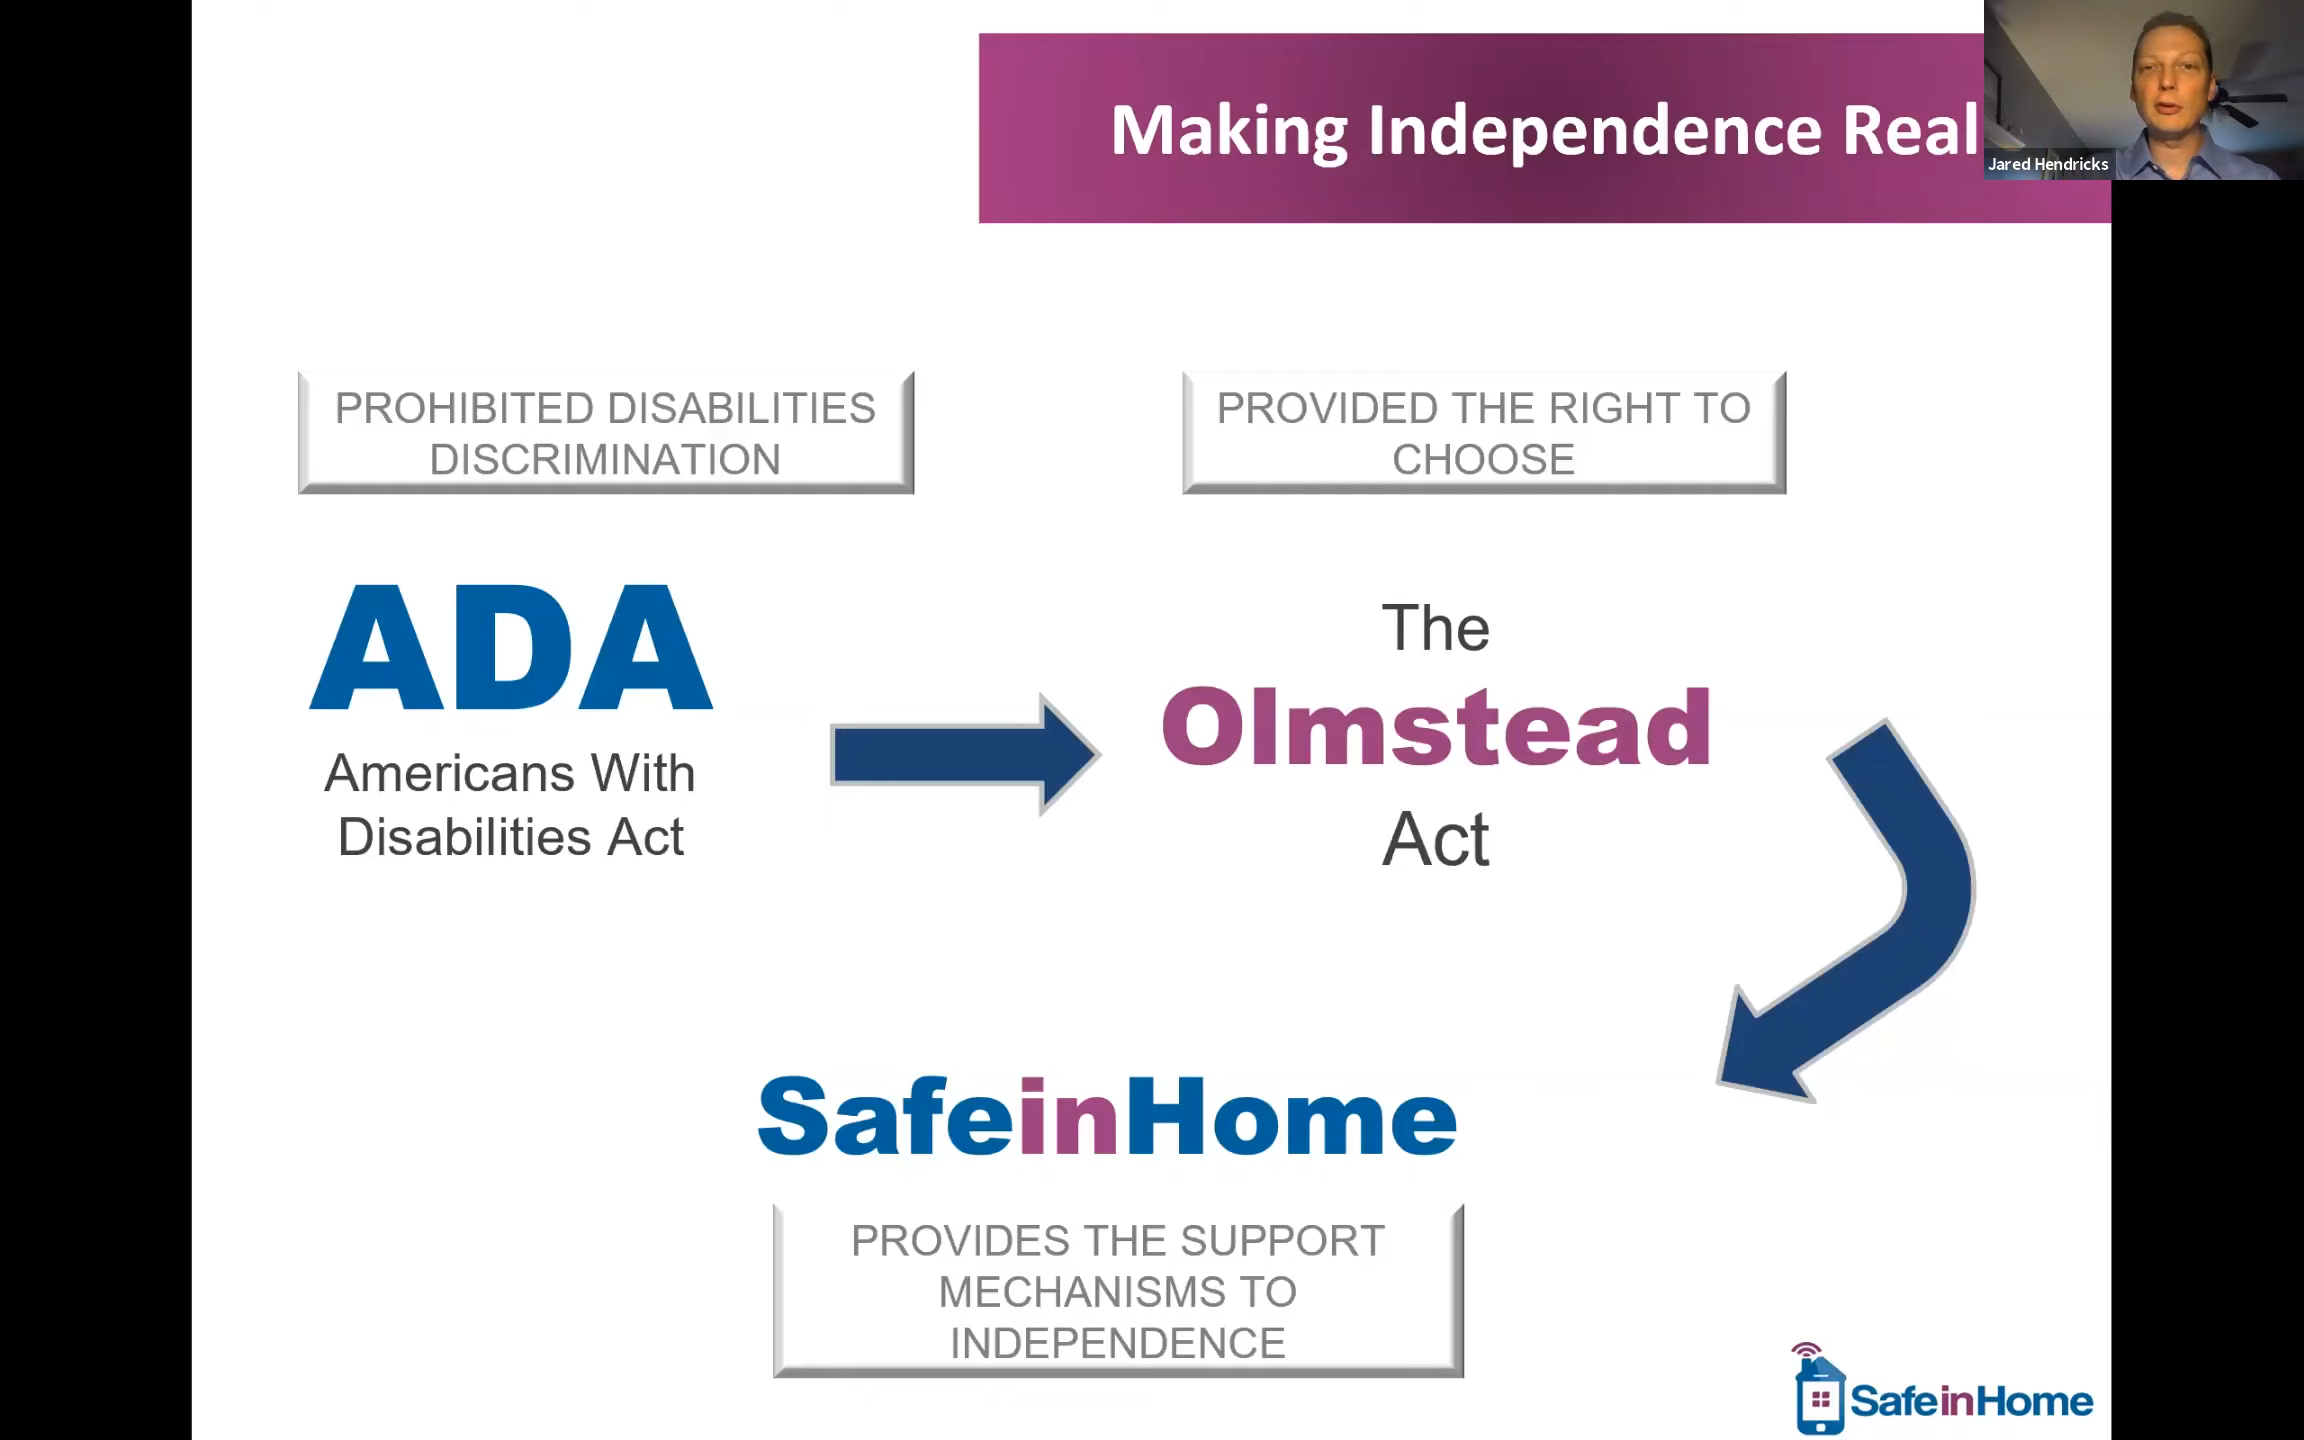 Making Independence Real
Jared Hendricks
PROHIBITED DISABILITIES
DISCRIMINATION
PROVIDED THE RIGHT TO
CHOOSE
ADA
Americans With
Disabilities Act
The
Olmstead
Act
SafeinHome
PROVIDES THE SUPPORT
MECHANISMS TO
INDEPENDENCE
SafeinHome